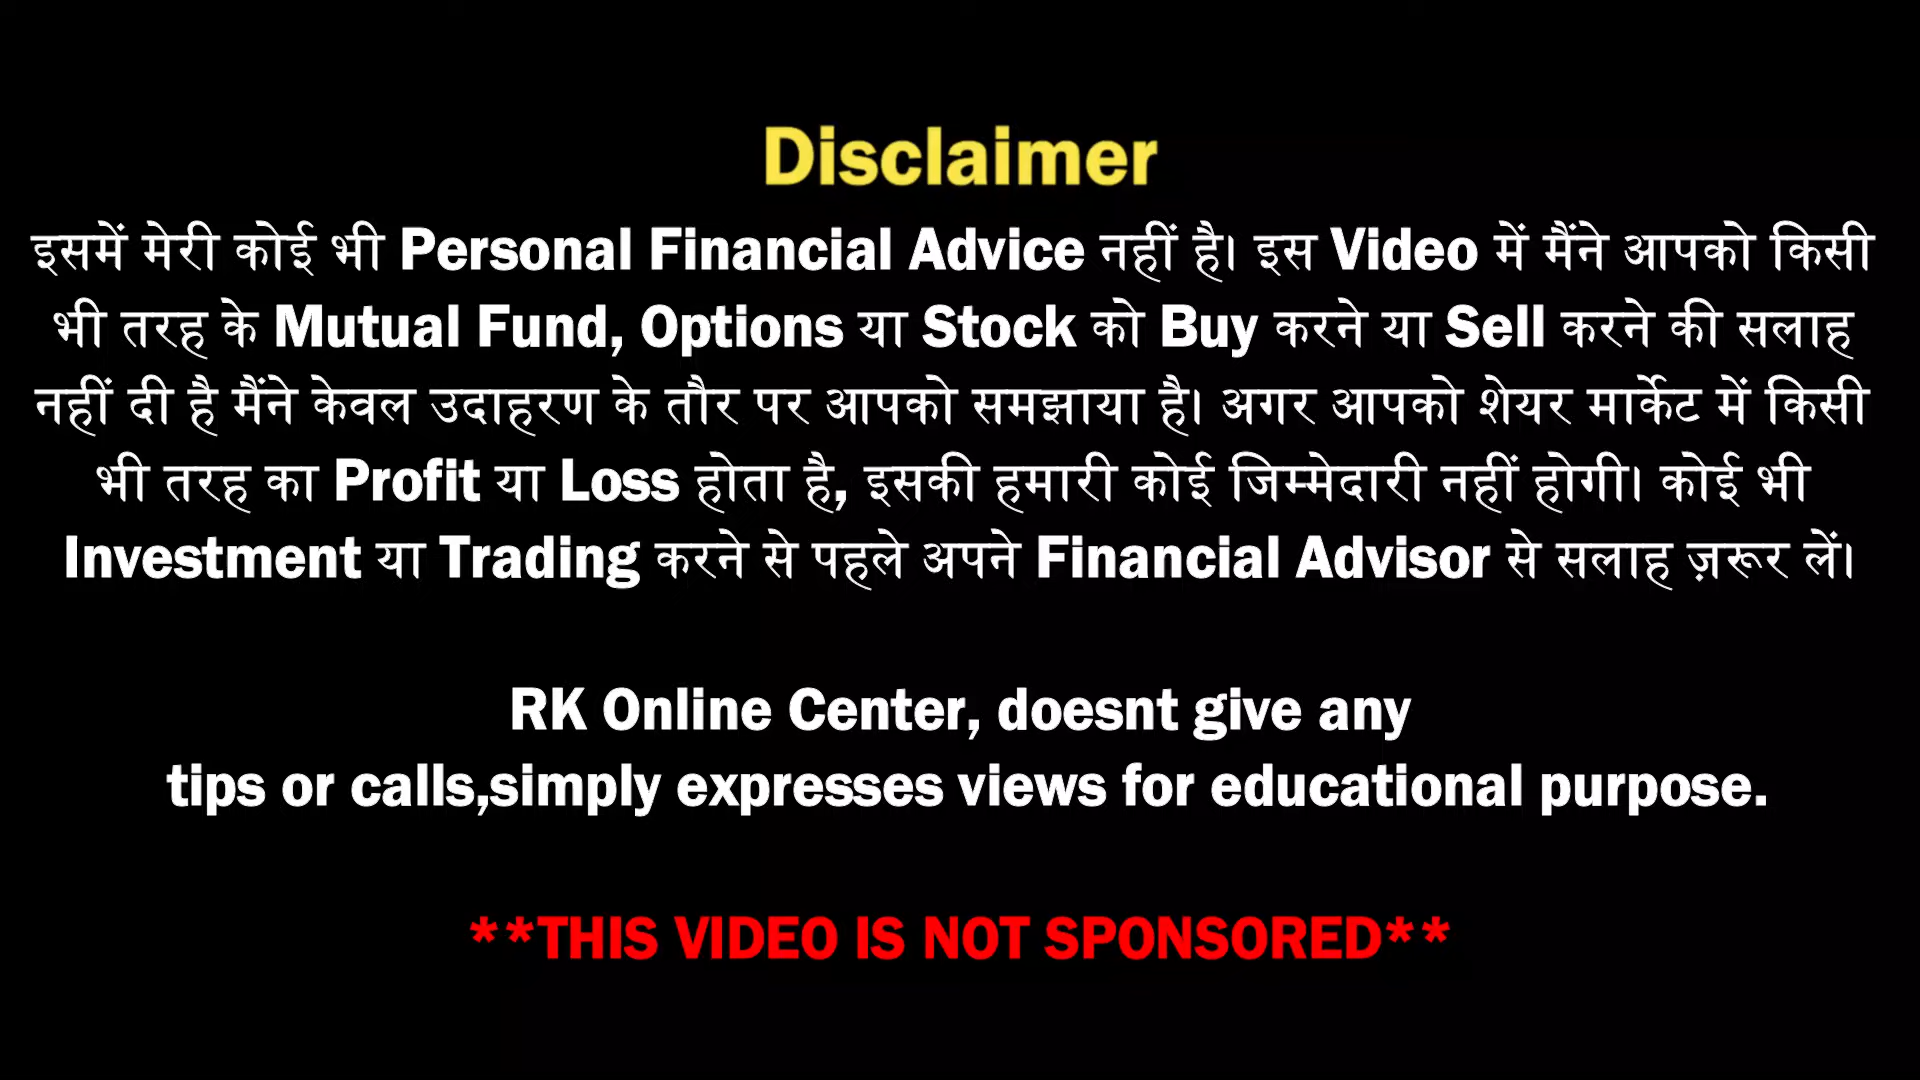 Disclaimer
इसमें मेरी कोई भी Personal Financial Advice नहीं है। इस Video में मैंने आपको किसी
भी तरह के Mutual Fund, Options या Stock को Buy करने या Sell करने की सलाह
नहीं दी है मैंने केवल उदाहरण के तौर पर आपको समझाया है। अगर आपको शेयर मार्केट में किसी
भी तरह का Profit या Loss होता है, इसकी हमारी कोई जिम्मेदारी नहीं होगी। कोई भी
Investment या Trading करने से पहले अपने Financial Advisor से सलाह ज़रूर लें।
RK Online Center, doesnt give any
tips or calls,simply expresses views for educational purpose.
**THIS VIDEO IS NOT SPONSORED**